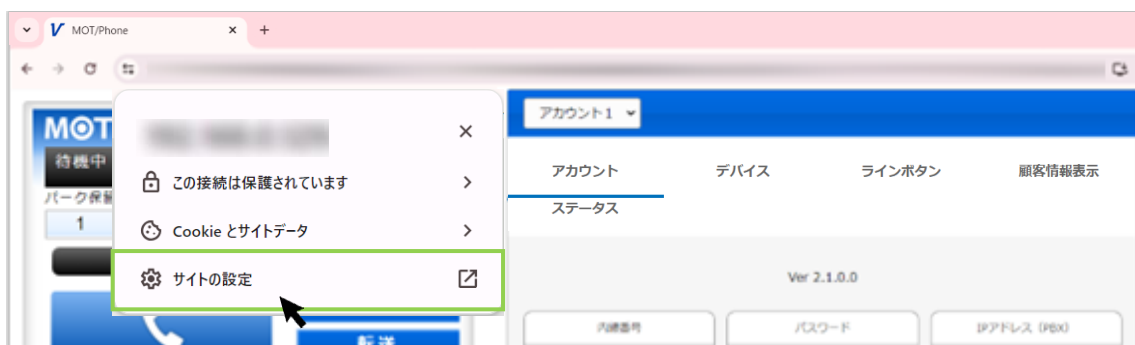 MOT/Phone
アカウント1
MOT
待機中
この接続は保護されています
パーク保
1
Cookie とサイトデータ
サイトの設定
転送
アカウント
デバイス
ラインボタン
顧客情報表示
ステータス
Ver 2.1.0.0
内線番号
パスワード
IPアドレス (PBX)